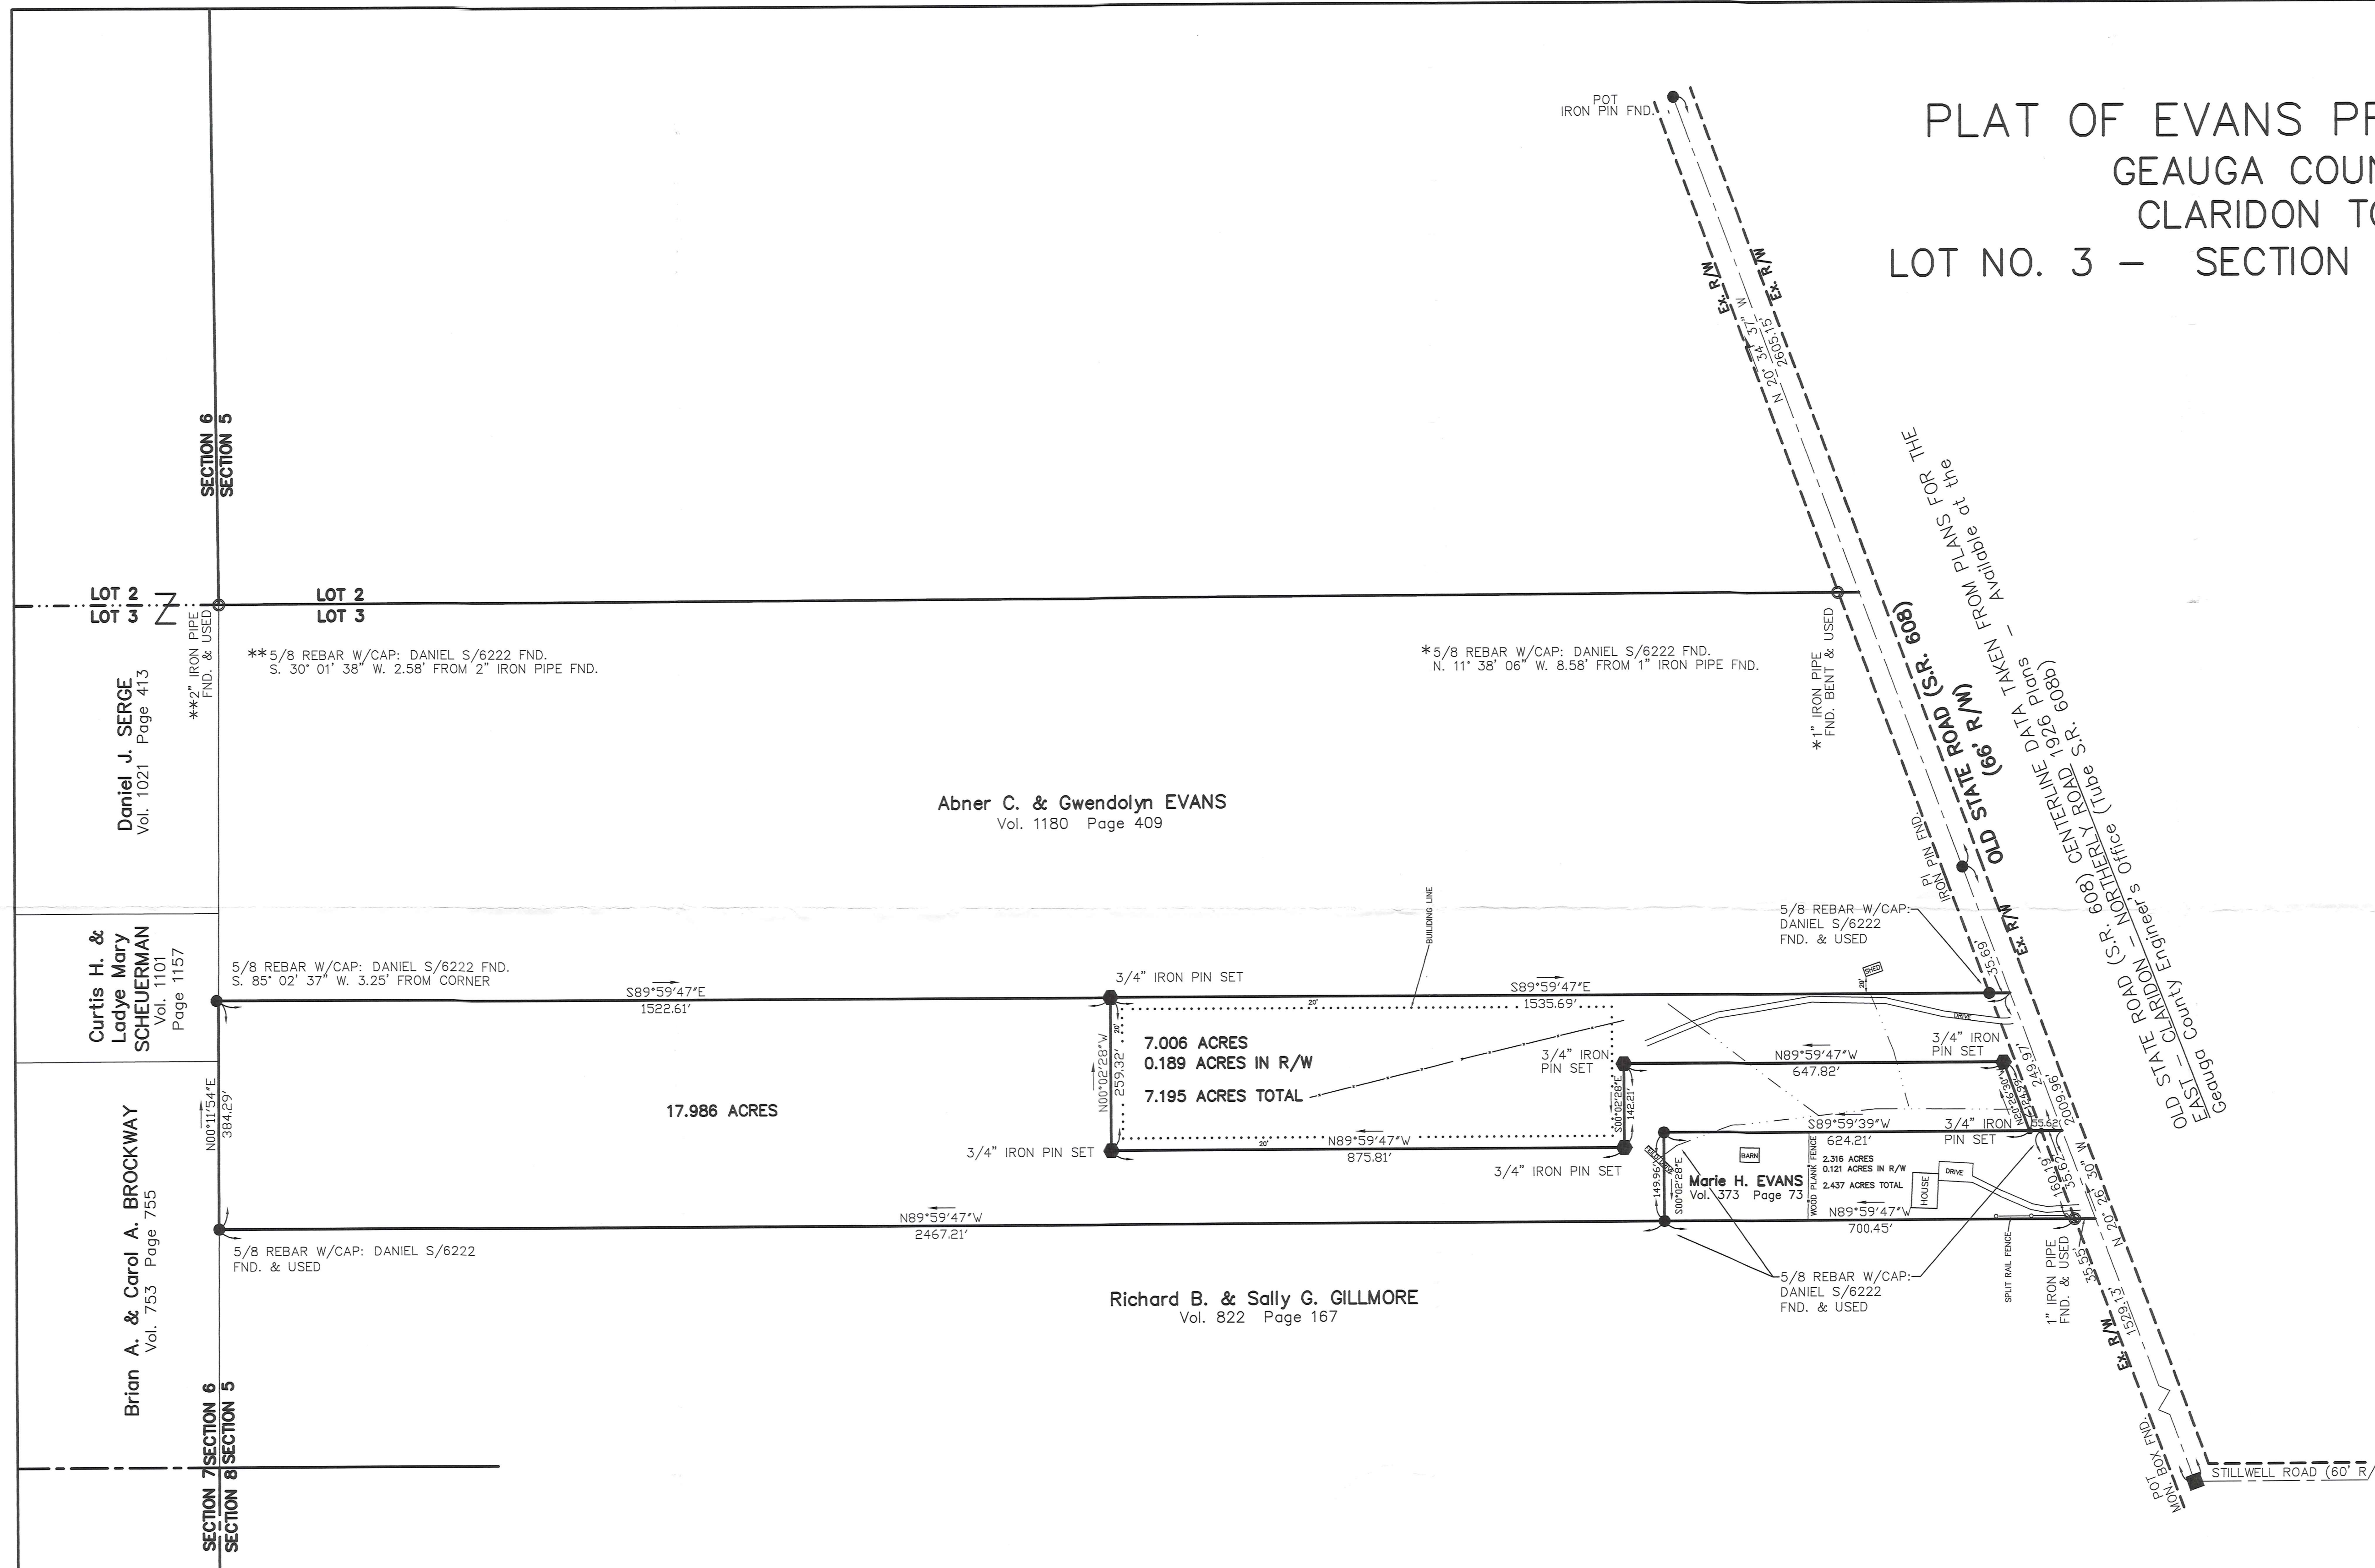 PLAT OF EVANS PR
GEAUGA COUN
CLARIDON TO
LOT NO. 3 – SECTION
POT
IRON PIN FND.
Ex. R/W
Ex. R/W
N 20° 34' 37" W
2605.15'
SECTION 6
SECTION 5
LOT 2
LOT 3
LOT 2
LOT 3
**2" IRON PIPE
FND. & USED
**5/8 REBAR W/CAP: DANIEL S/6222 FND.
S. 30° 01' 38" W. 2.58' FROM 2" IRON PIPE FND.
*5/8 REBAR W/CAP: DANIEL S/6222 FND.
N. 11° 38' 06" W. 8.58' FROM 1" IRON PIPE FND.
*1" IRON PIPE
FND. BENT & USED
OLD STATE ROAD (S.R. 608)
(66' R/W)
OLD STATE ROAD (S.R. 608) CENTERLINE DATA TAKEN FROM PLANS FOR THE
EAST – CLARIDON – NORTHERLY ROAD 1926 Plans – Available at the
Geauga County Engineer's Office (Tube S.R. 608b)
Daniel J. SERGE
Vol. 1021 Page 413
Abner C. & Gwendolyn EVANS
Vol. 1180 Page 409
PI
IRON PIN FND.
Ex. R/W
Curtis H. &
Ladye Mary
SCHEUERMAN
Vol. 1101
Page 1157
5/8 REBAR W/CAP: DANIEL S/6222 FND.
S. 85° 02' 37" W. 3.25' FROM CORNER
S89°59'47"E
1522.61'
3/4" IRON PIN SET
BUILDING LINE
S89°59'47"E
1535.69'
5/8 REBAR W/CAP:
DANIEL S/6222
FND. & USED
35.69'
SHED
28'
DRIVE
20'
20'
N00°02'28"W
259.32'
7.006 ACRES
0.189 ACRES IN R/W
7.195 ACRES TOTAL
3/4" IRON
PIN SET
N89°59'47"W
647.82'
3/4" IRON
PIN SET
N20°26'30"W
124.99'
249.97'
2009.96'
S00°02'28"E
142.21'
17.986 ACRES
N00°11'54"E
384.29'
3/4" IRON PIN SET
20'
N89°59'47"W
875.81'
3/4" IRON PIN SET
S89°59'39"W
624.21'
3/4" IRON
PIN SET
35.62'
35.62'
160.19'
N 20° 26' 30" W
149.96'
S00°02'28"E
BARN
Marie H. EVANS
Vol. 373 Page 73
WOOD PLANK FENCE
2.316 ACRES
0.121 ACRES IN R/W
2.437 ACRES TOTAL
HOUSE
DRIVE
N89°59'47"W
700.45'
N89°59'47"W
2467.21'
5/8 REBAR W/CAP: DANIEL S/6222
FND. & USED
Brian A. & Carol A. BROCKWAY
Vol. 753 Page 755
Richard B. & Sally G. GILLMORE
Vol. 822 Page 167
5/8 REBAR W/CAP:
DANIEL S/6222
FND. & USED
SPLIT RAIL FENCE
1" IRON PIPE
FND. & USED
35.55'
1529.13'
Ex. R/W
SECTION 6
SECTION 5
SECTION 7
SECTION 8
POT
MON. BOX FND.
STILLWELL ROAD (60' R/